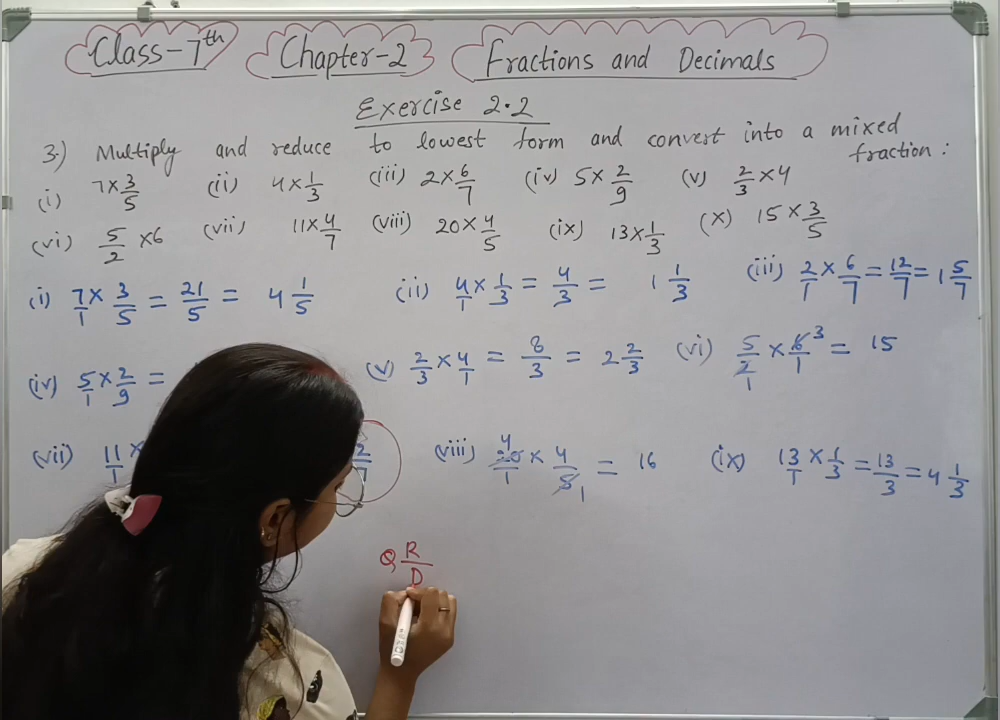 Class-7th Chapter-2 Fractions and Decimals
Exercise 2.2
3.) Multiply and reduce to lowest form and convert into a mixed
fraction:
(i) 7×3/5 (ii) 4×1/3 (iii) 2×6/7 (iv) 5×2/9 (v) 2/3×4
(vi) 5/2×6 (vii) 11×4/7 (viii) 20×4/5 (ix) 13×1/3 (x) 15×3/5
(i) 7/1×3/5 = 21/5 = 4 1/5 (ii) 4/1×1/3 = 4/3 = 1 1/3 (iii) 2/1×6/7 = 12/7 = 1 5/7
(iv) 5/1×2/9 = (v) 2/3×4/1 = 8/3 = 2 2/3 (vi) 5/2 1×6 3/1 = 15
(vii) 11/1× 2/7 (viii) 4 20/1×4/5 1 = 16 (ix) 13/1×1/3 = 13/3 = 4 1/3
Q R/D